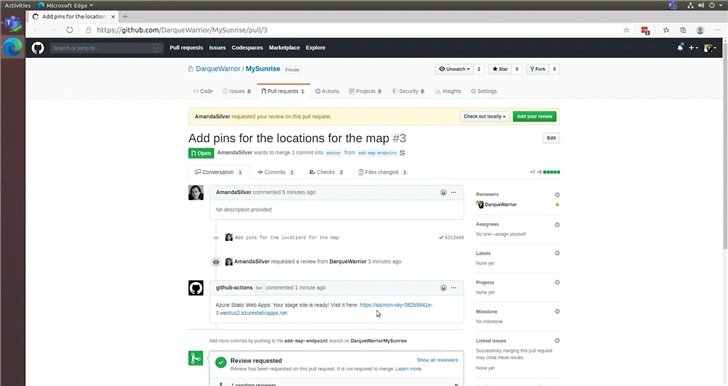 Activities
Microsoft Edge
Add pins for the locations for the map
https://github.com/DarqueWarrior/MySunrise/pull/3
Search or jump to...
Pull requests Issues Codespaces Marketplace Explore
DarqueWarrior / MySunrise Private
Unwatch 2 Star 0 Fork 0
Code Issues 0 Pull requests 1 Actions Projects 0 Security 0 Insights Settings
AmandaSilver requested your review on this pull request.
Check out locally Add your review
Add pins for the locations for the map #3
Edit
Open AmandaSilver wants to merge 1 commit into master from add-map-endpoint
Conversation 1 Commits 1 Checks 2 Files changed 1
+7 −0
AmandaSilver commented 5 minutes ago
No description provided.
Add pins for the locations for the map
AmandaSilver requested a review from DarqueWarrior 3 minutes ago
github-actions bot commented 1 minute ago
Azure Static Web Apps: Your stage site is ready! Visit it here: https://salmon-sky-082b5841e-
3.westus2.azurestaticapps.net
Add more commits by pushing to the add-map-endpoint branch on DarqueWarrior/MySunrise.
Review requested
Show all reviewers
Review has been requested on this pull request. It is not required to merge. Learn more.
1 pending reviewer
Reviewers
DarqueWarrior
Assignees
No one—assign yourself
Labels
None yet
Projects
None yet
Milestone
No milestone
Linked issues
Successfully merging this pull request
may close these issues.
None yet